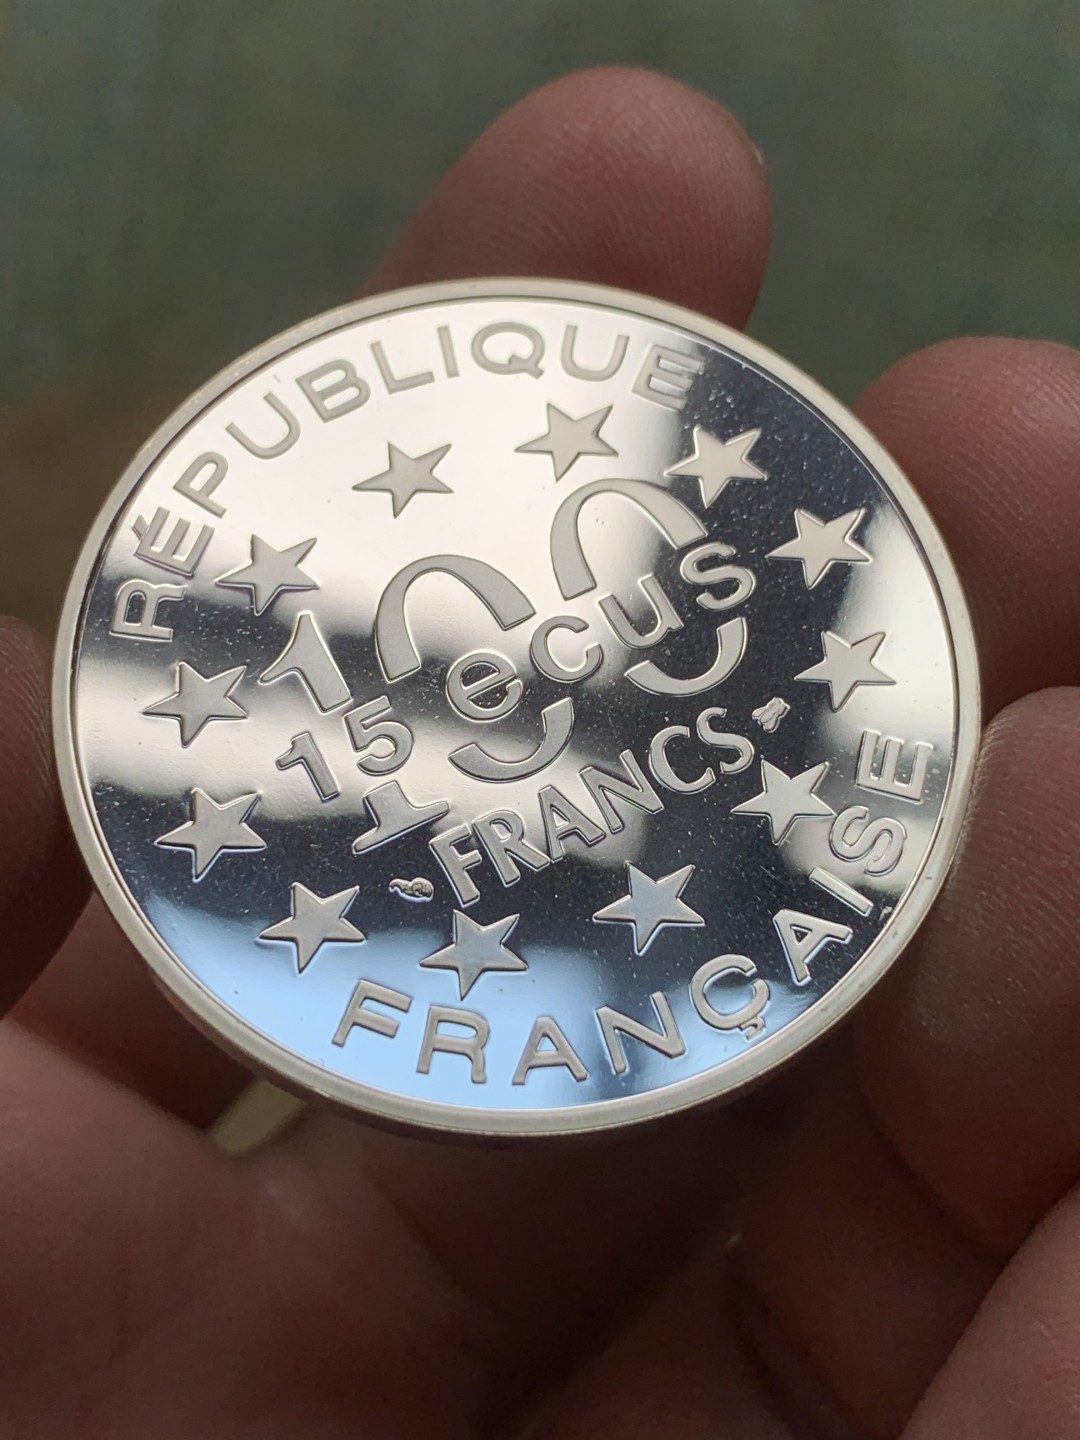 RÉPUBLIQUE
100
15 ecus
FRANCS
FRANÇAISE